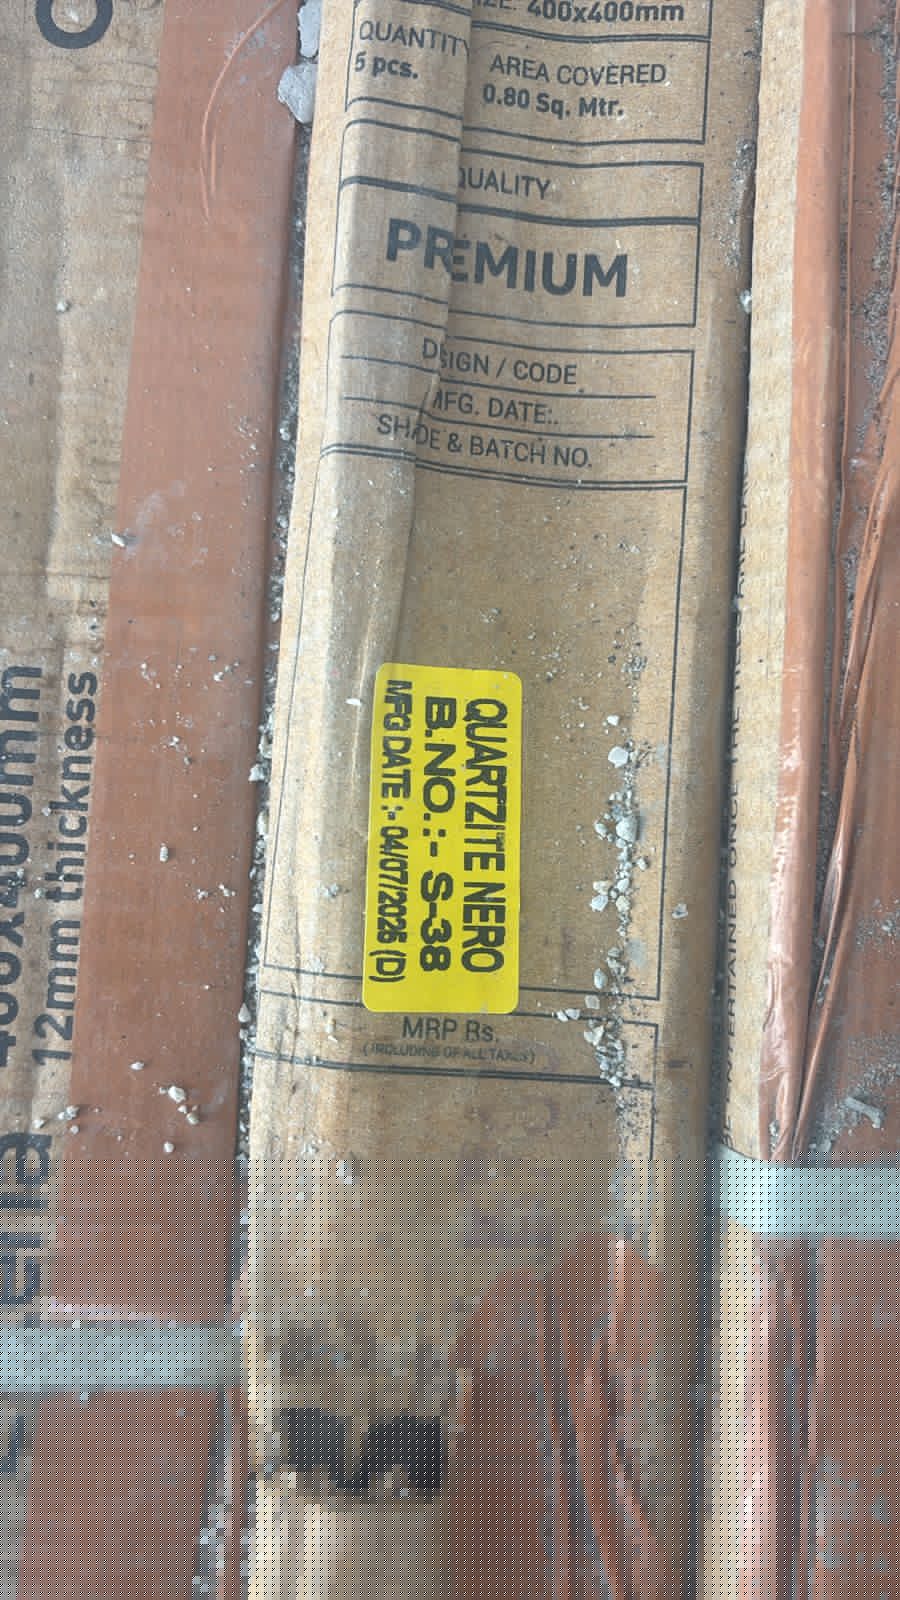 400x400mm
QUANTITY
5 pcs.
AREA COVERED
0.80 Sq. Mtr.
QUALITY
PREMIUM
DSIGN / CODE
MFG. DATE:.
SHADE & BATCH NO.
QUARTZITE NERO
B.NO.:- S-38
MFG DATE :- 04/07/2025 (D)
MRP Rs.
( INCLUDING OF ALL TAXES )
400x400mm
12mm thickness